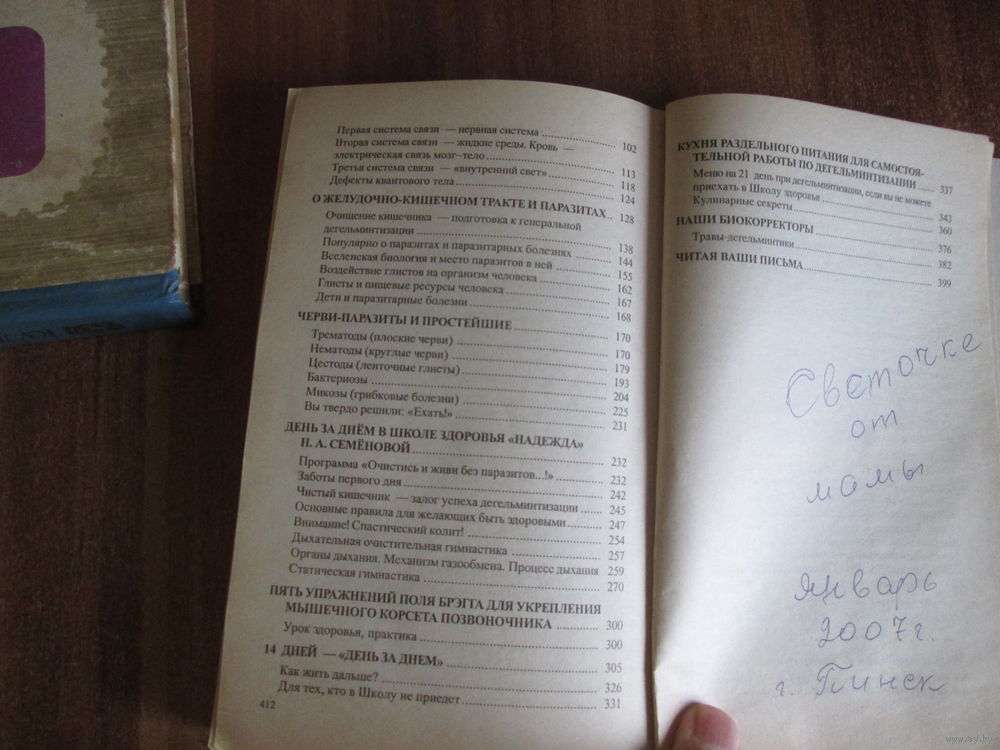 Первая система связи — нервная система ..... 102
Вторая система связи — жидкие среды. Кровь —
электрическая связь мозг–тело ..... 113
Третья система связи — «внутренний свет» ..... 118
Дефекты квантового тела ..... 124
О ЖЕЛУДОЧНО-КИШЕЧНОМ ТРАКТЕ И ПАРАЗИТАХ .. 128
Очищение кишечника — подготовка к генеральной
дегельминтизации ..... 138
Популярно о паразитах и паразитарных болезнях ..... 144
Вселенская биология и место паразитов в ней ..... 155
Воздействие глистов на организм человека ..... 162
Глисты и пищевые ресурсы человека ..... 167
Дети и паразитарные болезни ..... 168
ЧЕРВИ-ПАРАЗИТЫ И ПРОСТЕЙШИЕ ..... 170
Трематоды (плоские черви) ..... 170
Нематоды (круглые черви) ..... 179
Цестоды (ленточные глисты) ..... 193
Бактериозы ..... 204
Микозы (грибковые болезни) ..... 225
Вы твердо решили: «Ехать!» ..... 231
ДЕНЬ ЗА ДНЁМ В ШКОЛЕ ЗДОРОВЬЯ «НАДЕЖДА»
Н. А. СЕМЁНОВОЙ ..... 232
Программа «Очистись и живи без паразитов...!» ..... 232
Заботы первого дня ..... 242
Чистый кишечник — залог успеха дегельминтизации ..... 245
Основные правила для желающих быть здоровыми ..... 247
Внимание! Спастический колит! ..... 254
Дыхательная очистительная гимнастика ..... 257
Органы дыхания. Механизм газообмена. Процесс дыхания 259
Статическая гимнастика ..... 270
ПЯТЬ УПРАЖНЕНИЙ ПОЛЯ БРЭГГА ДЛЯ УКРЕПЛЕНИЯ
МЫШЕЧНОГО КОРСЕТА ПОЗВОНОЧНИКА ..... 300
Урок здоровья, практика ..... 300
14 ДНЕЙ — «ДЕНЬ ЗА ДНЕМ» ..... 305
Как жить дальше? ..... 326
Для тех, кто в Школу не приедет ..... 331
412
КУХНЯ РАЗДЕЛЬНОГО ПИТАНИЯ ДЛЯ САМОСТОЯ-
ТЕЛЬНОЙ РАБОТЫ ПО ДЕГЕЛЬМИНТИЗАЦИИ ..... 337
Меню на 21 день при дегельминтизации, если вы не можете
приехать в Школу здоровья ..... 343
Кулинарные секреты ..... 360
НАШИ БИОКОРРЕКТОРЫ ..... 376
Травы-дегельминтики ..... 382
ЧИТАЯ ВАШИ ПИСЬМА ..... 399
Светочке
от
мамы
январь
2007г.
г. Пинск
www.ay.by